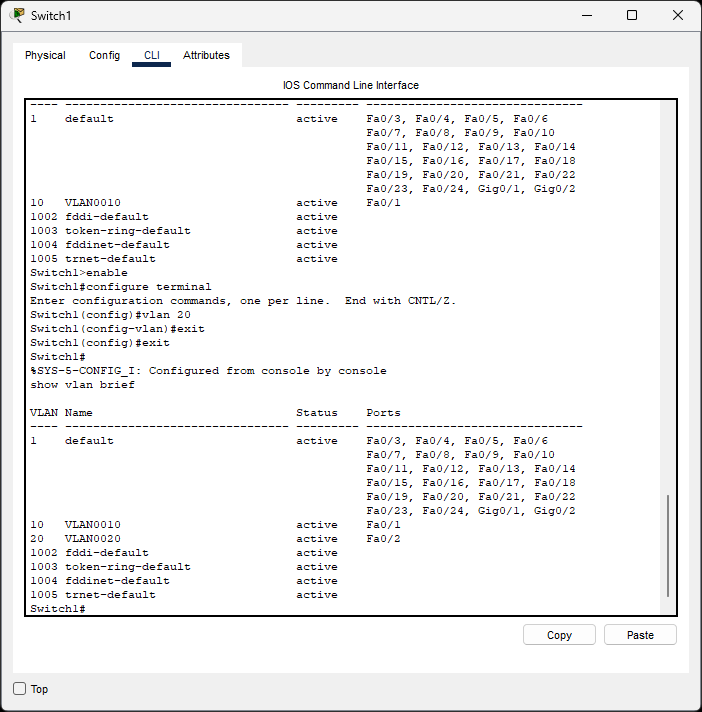 Switch1
Physical Config CLI Attributes
IOS Command Line Interface
---- -------------------------------- --------- -------------------------------
1    default                          active    Fa0/3, Fa0/4, Fa0/5, Fa0/6
                                                Fa0/7, Fa0/8, Fa0/9, Fa0/10
                                                Fa0/11, Fa0/12, Fa0/13, Fa0/14
                                                Fa0/15, Fa0/16, Fa0/17, Fa0/18
                                                Fa0/19, Fa0/20, Fa0/21, Fa0/22
                                                Fa0/23, Fa0/24, Gig0/1, Gig0/2
10   VLAN0010                         active    Fa0/1
1002 fddi-default                     active
1003 token-ring-default               active
1004 fddinet-default                  active
1005 trnet-default                    active
Switch1>enable
Switch1#configure terminal
Enter configuration commands, one per line.  End with CNTL/Z.
Switch1(config)#vlan 20
Switch1(config-vlan)#exit
Switch1(config)#exit
Switch1#
%SYS-5-CONFIG_I: Configured from console by console
show vlan brief
VLAN Name                             Status    Ports
---- -------------------------------- --------- -------------------------------
1    default                          active    Fa0/3, Fa0/4, Fa0/5, Fa0/6
                                                Fa0/7, Fa0/8, Fa0/9, Fa0/10
                                                Fa0/11, Fa0/12, Fa0/13, Fa0/14
                                                Fa0/15, Fa0/16, Fa0/17, Fa0/18
                                                Fa0/19, Fa0/20, Fa0/21, Fa0/22
                                                Fa0/23, Fa0/24, Gig0/1, Gig0/2
10   VLAN0010                         active    Fa0/1
20   VLAN0020                         active    Fa0/2
1002 fddi-default                     active
1003 token-ring-default               active
1004 fddinet-default                  active
1005 trnet-default                    active
Switch1#
Copy Paste
Top